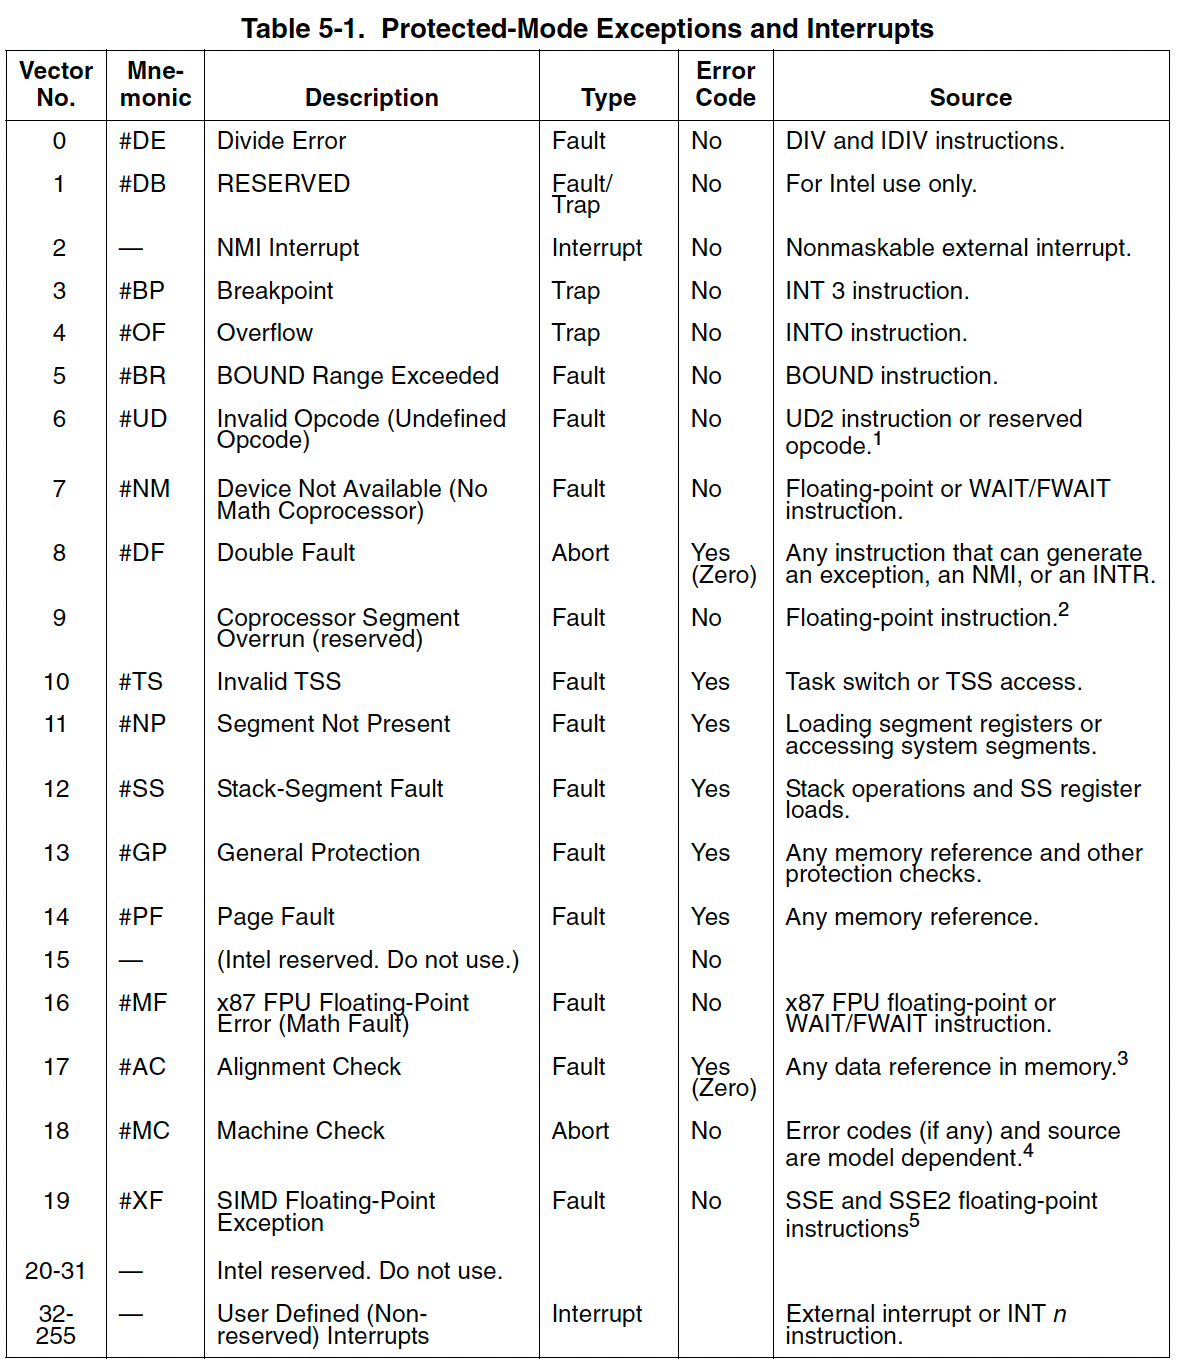 Table 5-1. Protected-Mode Exceptions and Interrupts
Vector No. Mne-monic Description Type Error Code Source
0 #DE Divide Error Fault No DIV and IDIV instructions.
1 #DB RESERVED Fault/ No For Intel use only.
Trap
2 — NMI Interrupt Interrupt No Nonmaskable external interrupt.
3 #BP Breakpoint Trap No INT 3 instruction.
4 #OF Overflow Trap No INTO instruction.
5 #BR BOUND Range Exceeded Fault No BOUND instruction.
6 #UD Invalid Opcode (Undefined Fault No UD2 instruction or reserved
Opcode) opcode.1
7 #NM Device Not Available (No Fault No Floating-point or WAIT/FWAIT
Math Coprocessor) instruction.
8 #DF Double Fault Abort Yes Any instruction that can generate
(Zero) an exception, an NMI, or an INTR.
9 Coprocessor Segment Fault No Floating-point instruction.2
Overrun (reserved)
10 #TS Invalid TSS Fault Yes Task switch or TSS access.
11 #NP Segment Not Present Fault Yes Loading segment registers or
accessing system segments.
12 #SS Stack-Segment Fault Fault Yes Stack operations and SS register
loads.
13 #GP General Protection Fault Yes Any memory reference and other
protection checks.
14 #PF Page Fault Fault Yes Any memory reference.
15 — (Intel reserved. Do not use.) No
16 #MF x87 FPU Floating-Point Fault No x87 FPU floating-point or
Error (Math Fault) WAIT/FWAIT instruction.
17 #AC Alignment Check Fault Yes Any data reference in memory.3
(Zero)
18 #MC Machine Check Abort No Error codes (if any) and source
are model dependent.4
19 #XF SIMD Floating-Point Fault No SSE and SSE2 floating-point
Exception instructions5
20-31 — Intel reserved. Do not use.
32- — User Defined (Non- Interrupt External interrupt or INT n
255 reserved) Interrupts instruction.